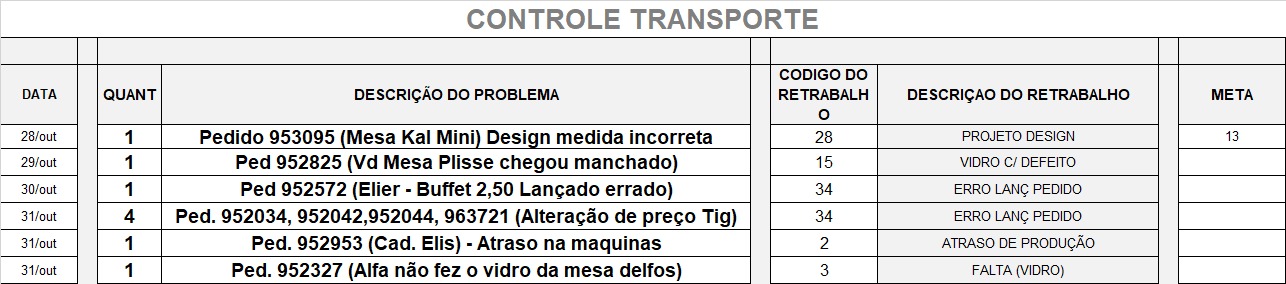 CONTROLE TRANSPORTE
DATA QUANT DESCRIÇÃO DO PROBLEMA CODIGO DO RETRABALHO DESCRIÇAO DO RETRABALHO META
28/out 1 Pedido 953095 (Mesa Kal Mini) Design medida incorreta 28 PROJETO DESIGN 13
29/out 1 Ped 952825 (Vd Mesa Plisse chegou manchado) 15 VIDRO C/ DEFEITO
30/out 1 Ped 952572 (Elier - Buffet 2,50 Lançado errado) 34 ERRO LANÇ PEDIDO
31/out 4 Ped. 952034, 952042,952044, 963721 (Alteração de preço Tig) 34 ERRO LANÇ PEDIDO
31/out 1 Ped. 952953 (Cad. Elis) - Atraso na maquinas 2 ATRASO DE PRODUÇÃO
31/out 1 Ped. 952327 (Alfa não fez o vidro da mesa delfos) 3 FALTA (VIDRO)